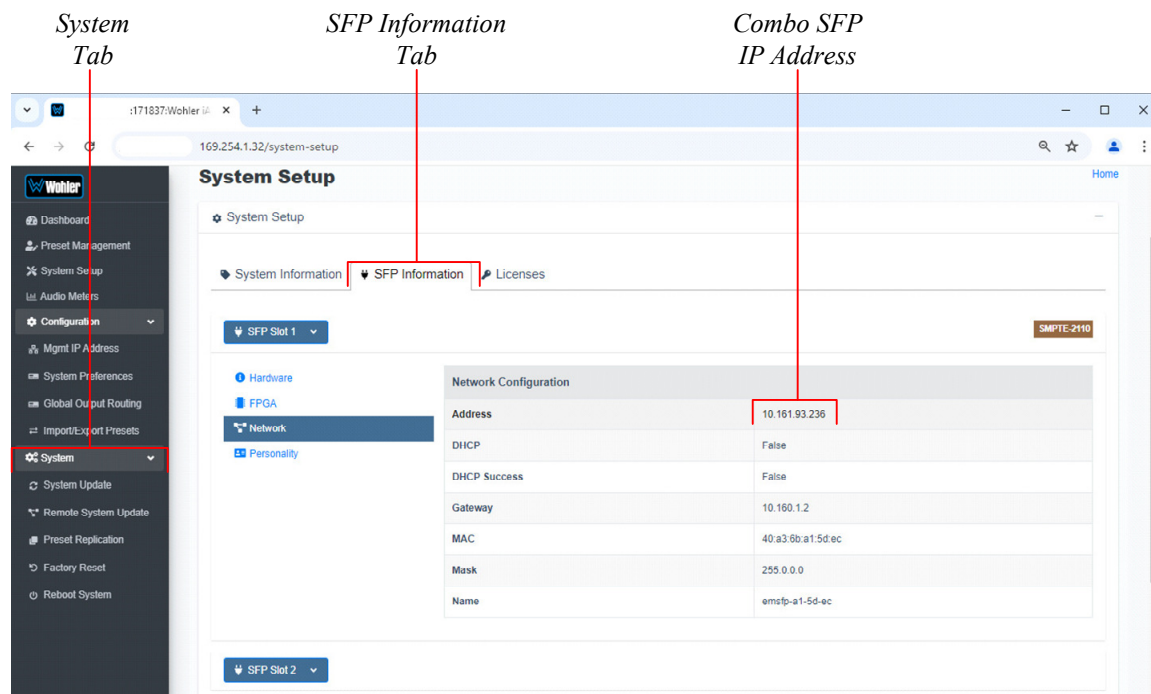 System
Tab
SFP Information
Tab
Combo SFP
IP Address
:171837:Wohler iA
169.254.1.32/system-setup
Wohler
System Setup
Home
Dashboard
Preset Management
System Setup
Audio Meters
Configuration
Mgmt IP Address
System Preferences
Global Output Routing
Import/Export Presets
System
System Update
Remote System Update
Preset Replication
Factory Reset
Reboot System
System Setup
System Information
SFP Information
Licenses
SFP Slot 1
SMPTE-2110
Hardware
FPGA
Network
Personality
Network Configuration
Address 10.161.93.236
DHCP False
DHCP Success False
Gateway 10.160.1.2
MAC 40:a3:6b:a1:5d:ec
Mask 255.0.0.0
Name emsfp-a1-5d-ec
SFP Slot 2